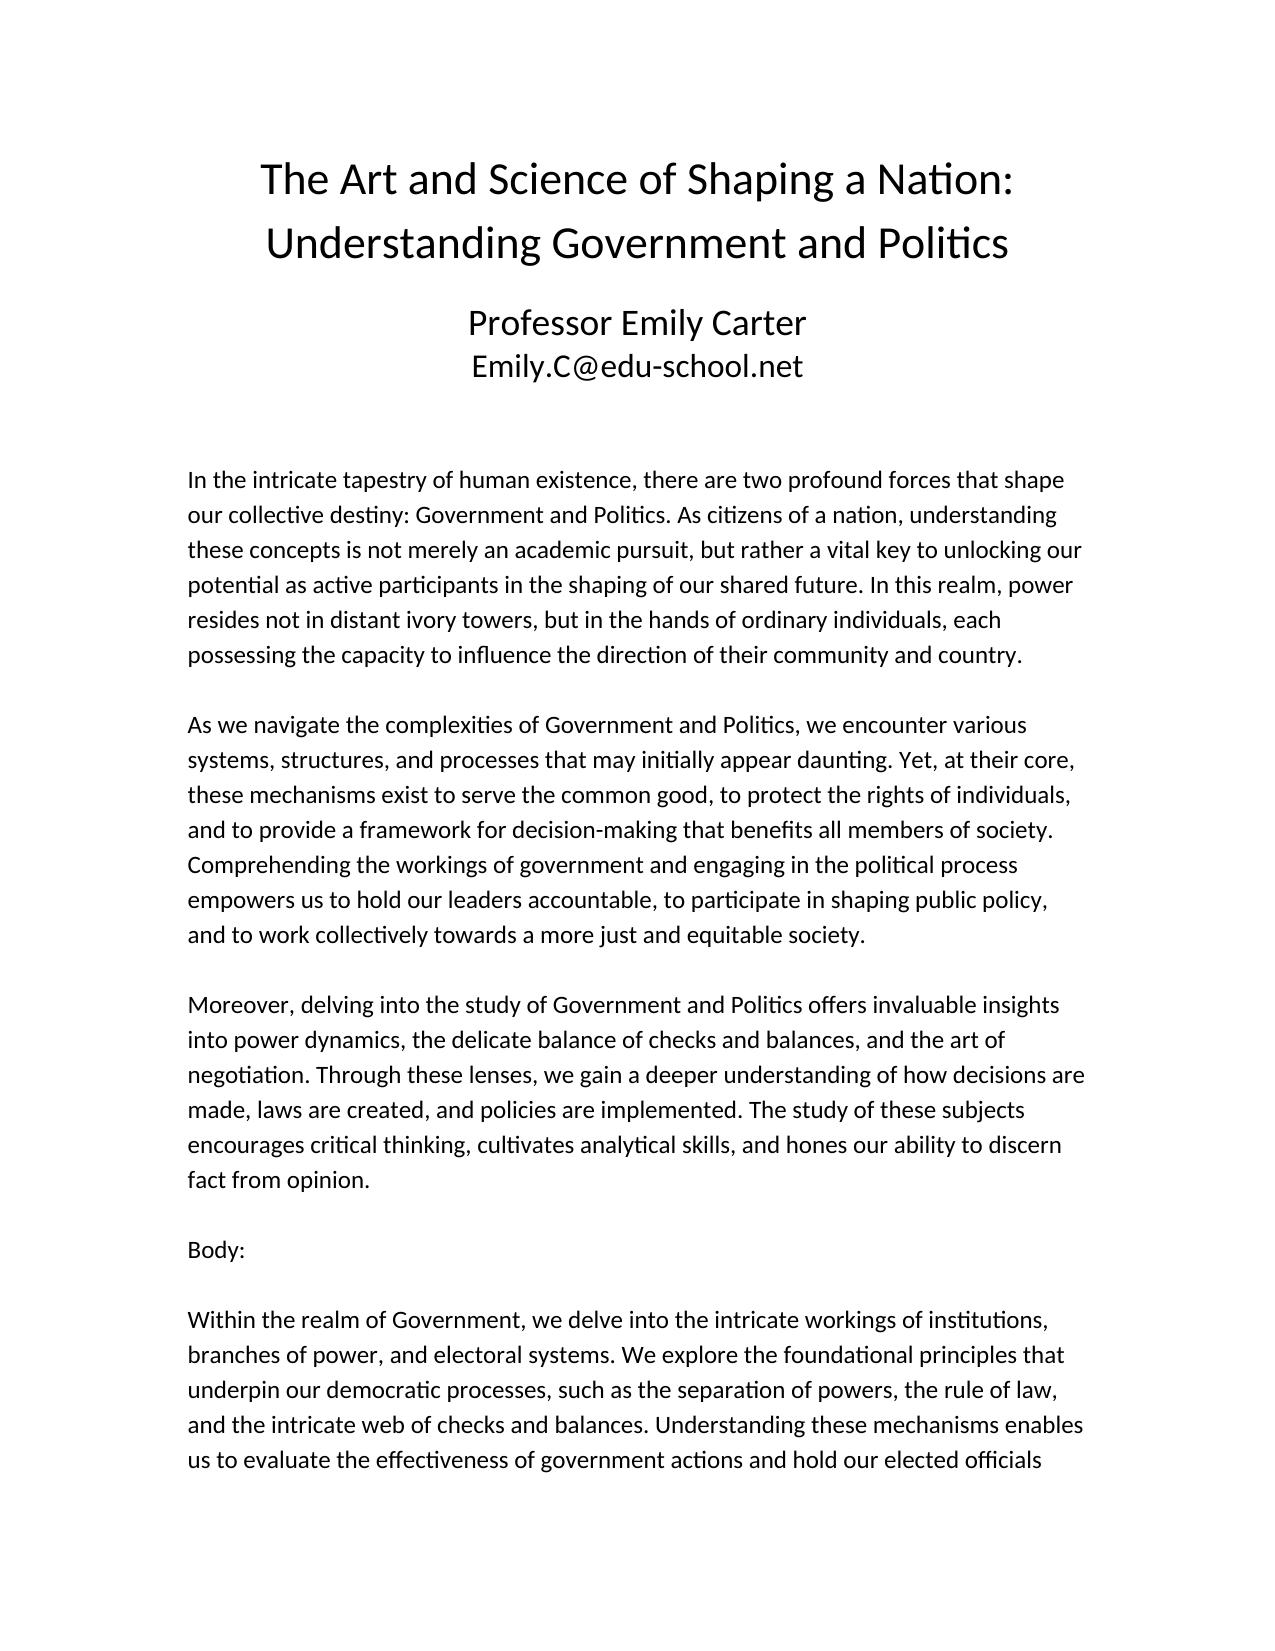 The Art and Science of Shaping a Nation:
Understanding Government and Politics
Professor Emily Carter
Emily.C@edu-school.net
In the intricate tapestry of human existence, there are two profound forces that shape
our collective destiny: Government and Politics. As citizens of a nation, understanding
these concepts is not merely an academic pursuit, but rather a vital key to unlocking our
potential as active participants in the shaping of our shared future. In this realm, power
resides not in distant ivory towers, but in the hands of ordinary individuals, each
possessing the capacity to influence the direction of their community and country.
As we navigate the complexities of Government and Politics, we encounter various
systems, structures, and processes that may initially appear daunting. Yet, at their core,
these mechanisms exist to serve the common good, to protect the rights of individuals,
and to provide a framework for decision-making that benefits all members of society.
Comprehending the workings of government and engaging in the political process
empowers us to hold our leaders accountable, to participate in shaping public policy,
and to work collectively towards a more just and equitable society.
Moreover, delving into the study of Government and Politics offers invaluable insights
into power dynamics, the delicate balance of checks and balances, and the art of
negotiation. Through these lenses, we gain a deeper understanding of how decisions are
made, laws are created, and policies are implemented. The study of these subjects
encourages critical thinking, cultivates analytical skills, and hones our ability to discern
fact from opinion.
Body:
Within the realm of Government, we delve into the intricate workings of institutions,
branches of power, and electoral systems. We explore the foundational principles that
underpin our democratic processes, such as the separation of powers, the rule of law,
and the intricate web of checks and balances. Understanding these mechanisms enables
us to evaluate the effectiveness of government actions and hold our elected officials